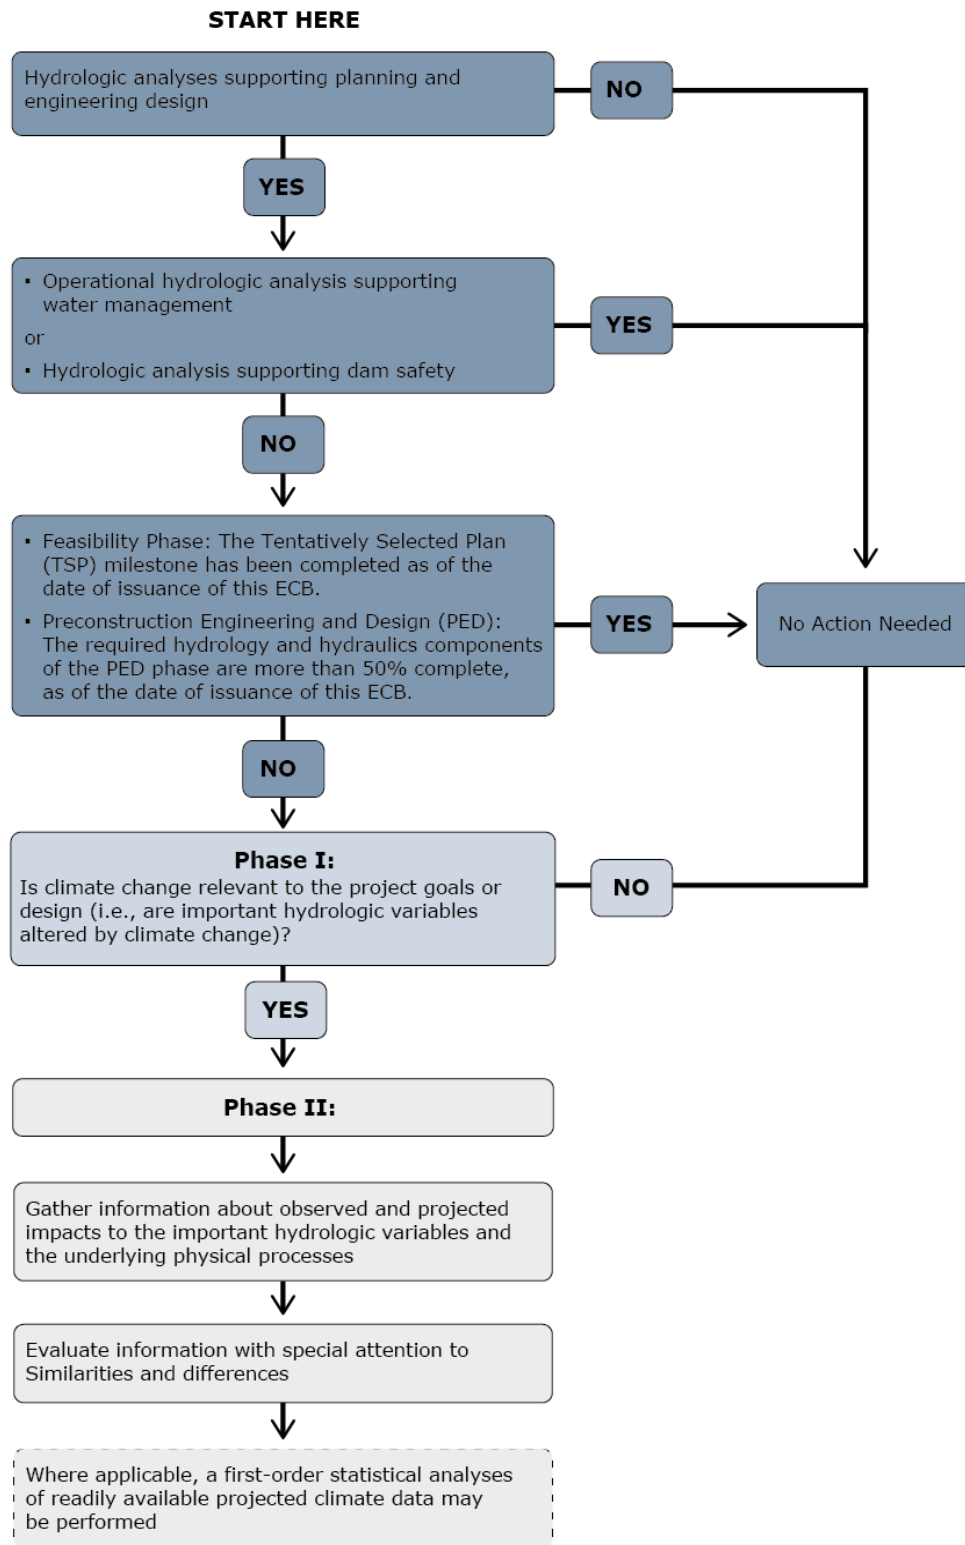 START HERE
Hydrologic analyses supporting planning and
engineering design
NO
YES
▪ Operational hydrologic analysis supporting
water management
or
▪ Hydrologic analysis supporting dam safety
YES
NO
▪ Feasibility Phase: The Tentatively Selected Plan
(TSP) milestone has been completed as of the
date of issuance of this ECB.
▪ Preconstruction Engineering and Design (PED):
The required hydrology and hydraulics components
of the PED phase are more than 50% complete,
as of the date of issuance of this ECB.
YES
No Action Needed
NO
Phase I:
Is climate change relevant to the project goals or
design (i.e., are important hydrologic variables
altered by climate change)?
NO
YES
Phase II:
Gather information about observed and projected
impacts to the important hydrologic variables and
the underlying physical processes
Evaluate information with special attention to
Similarities and differences
Where applicable, a first-order statistical analyses
of readily available projected climate data may
be performed